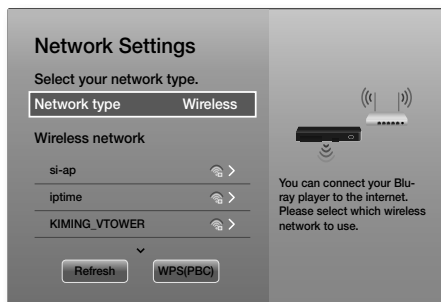 Network Settings
Select your network type.
Network type Wireless
Wireless network
si-ap
iptime
KIMING_VTOWER
Refresh WPS(PBC)
You can connect your Blu-
ray player to the internet.
Please select which wireless
network to use.